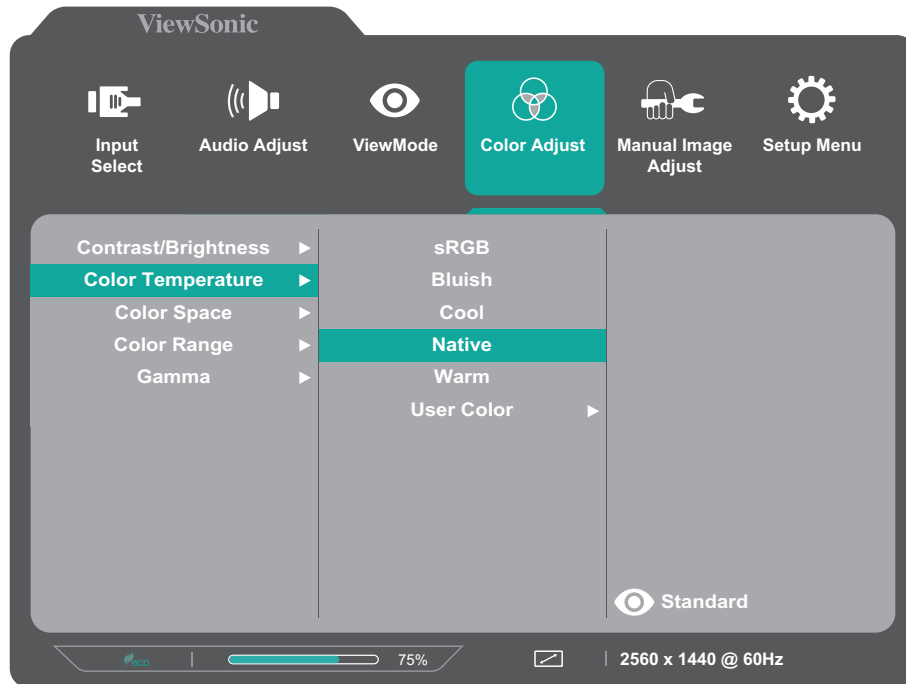 ViewSonic
Input
Select
Audio Adjust
ViewMode
Color Adjust
Manual Image
Adjust
Setup Menu
Contrast/Brightness
Color Temperature
Color Space
Color Range
Gamma
sRGB
Bluish
Cool
Native
Warm
User Color
Standard
eco
75%
2560 x 1440 @ 60Hz